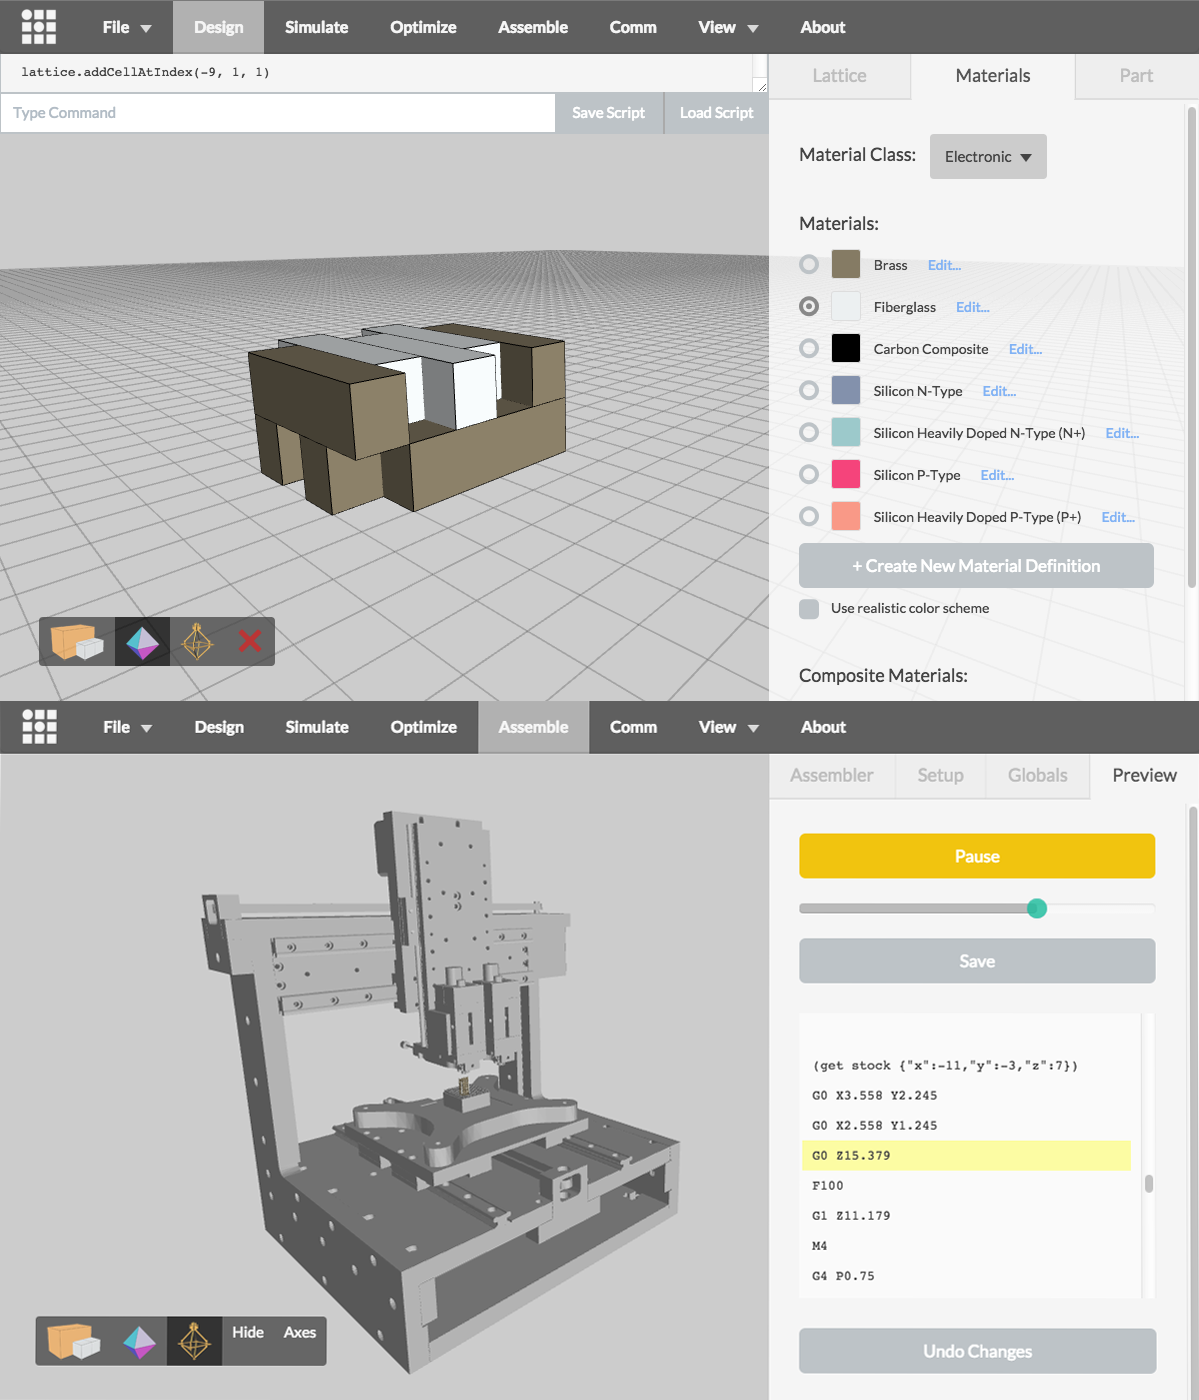 File Design Simulate Optimize Assemble Comm View About
lattice.addCellAtIndex(-9, 1, 1)
Type Command Save Script Load Script
Lattice Materials Part
Material Class: Electronic
Materials:
Brass Edit...
Fiberglass Edit...
Carbon Composite Edit...
Silicon N-Type Edit...
Silicon Heavily Doped N-Type (N+) Edit...
Silicon P-Type Edit...
Silicon Heavily Doped P-Type (P+) Edit...
+ Create New Material Definition
Use realistic color scheme
Composite Materials:
File Design Simulate Optimize Assemble Comm View About
Assembler Setup Globals Preview
Pause
Save
(get stock {"x":-11,"y":-3,"z":7})
G0 X3.558 Y2.245
G0 X2.558 Y1.245
G0 Z15.379
F100
G1 Z11.179
M4
G4 P0.75
Hide Axes
Undo Changes